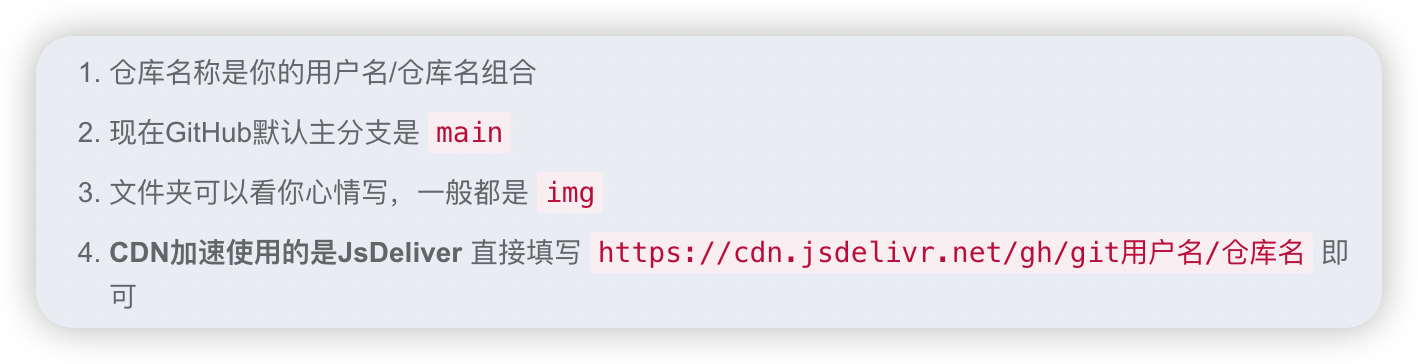 1. 仓库名称是你的用户名/仓库名组合
2. 现在GitHub默认主分支是 main
3. 文件夹可以看你心情写，一般都是 img
4. CDN加速使用的是JsDeliver 直接填写 https://cdn.jsdelivr.net/gh/git用户名/仓库名 即
可